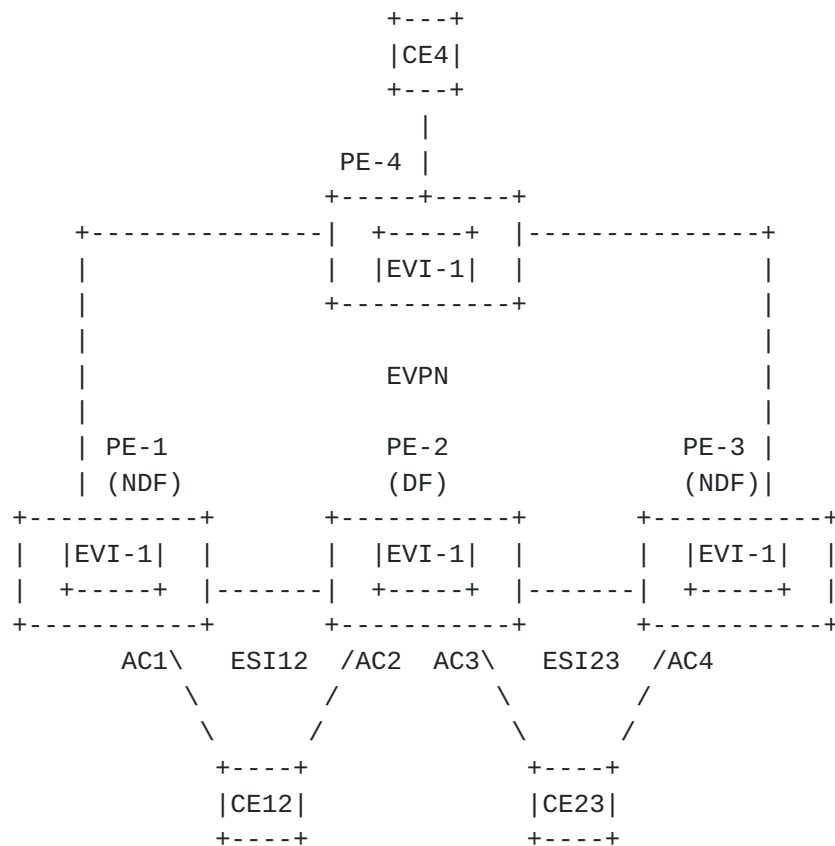 +---+
|CE4|
+---+
|
PE-4 |
+-----+-----+
+---------------| +-----+ |---------------+
| | |EVI-1| | |
| +-----------+ |
| |
| EVPN |
| |
| PE-1 PE-2 PE-3 |
| (NDF) (DF) (NDF)|
+-----------+ +-----------+ +-----------+
| |EVI-1| | | |EVI-1| | | |EVI-1| |
| +-----+ |-------| +-----+ |-------| +-----+ |
+-----------+ +-----------+ +-----------+
AC1\ ESI12 /AC2 AC3\ ESI23 /AC4
\ / \ /
\ / \ /
+----+ +----+
|CE12| |CE23|
+----+ +----+